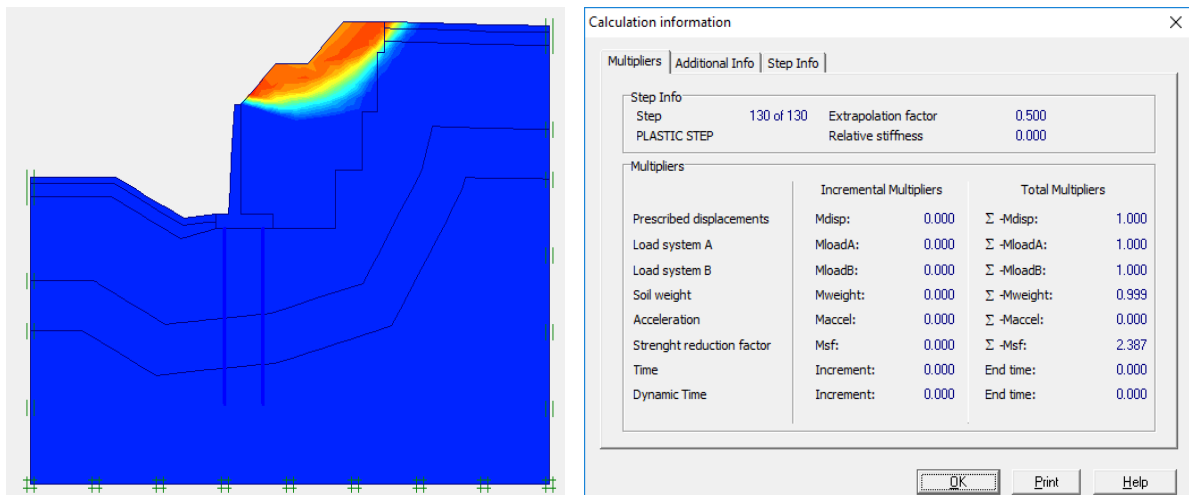 Calculation information
Multipliers Additional Info Step Info
Step Info
Step 130 of 130 Extrapolation factor 0.500
PLASTIC STEP Relative stiffness 0.000
Multipliers
Incremental Multipliers Total Multipliers
Prescribed displacements Mdisp: 0.000 Σ -Mdisp: 1.000
Load system A MloadA: 0.000 Σ -MloadA: 1.000
Load system B MloadB: 0.000 Σ -MloadB: 1.000
Soil weight Mweight: 0.000 Σ -Mweight: 0.999
Acceleration Maccel: 0.000 Σ -Maccel: 0.000
Strenght reduction factor Msf: 0.000 Σ -Msf: 2.387
Time Increment: 0.000 End time: 0.000
Dynamic Time Increment: 0.000 End time: 0.000
OK Print Help